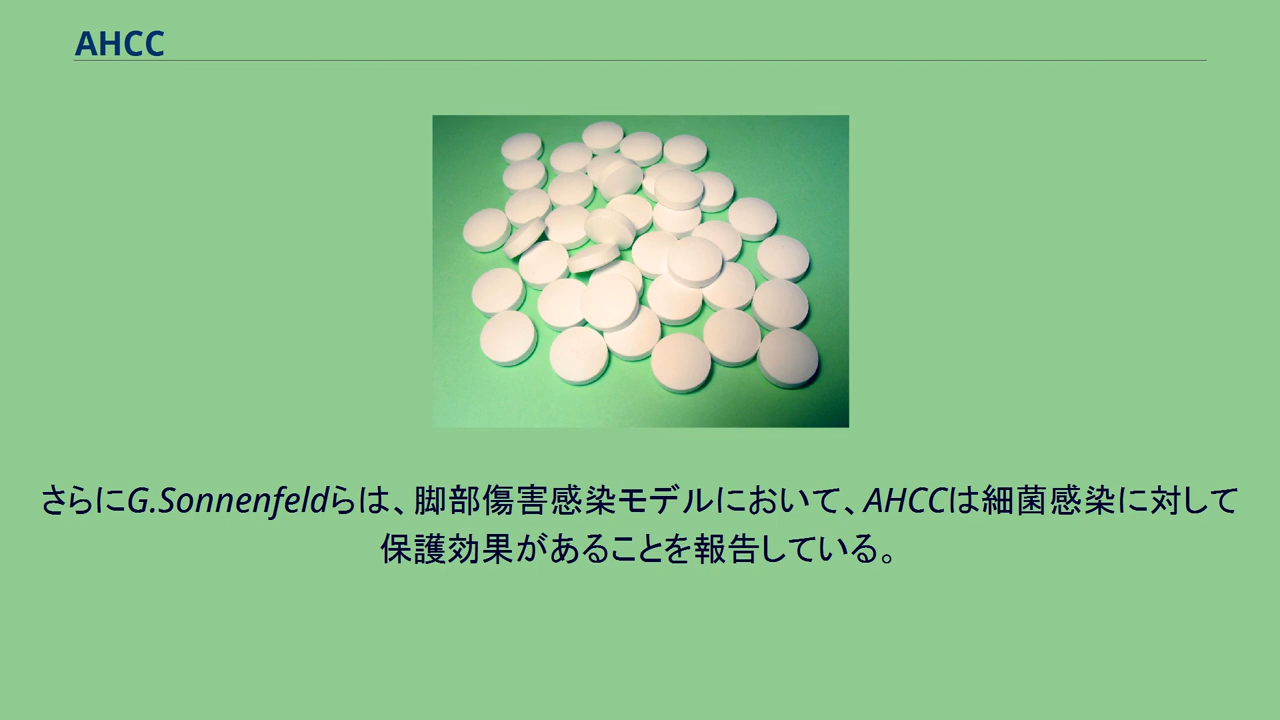 AHCC
さらにG.Sonnenfeldらは、脚部傷害感染モデルにおいて、AHCCは細菌感染に対して
保護効果があることを報告している。